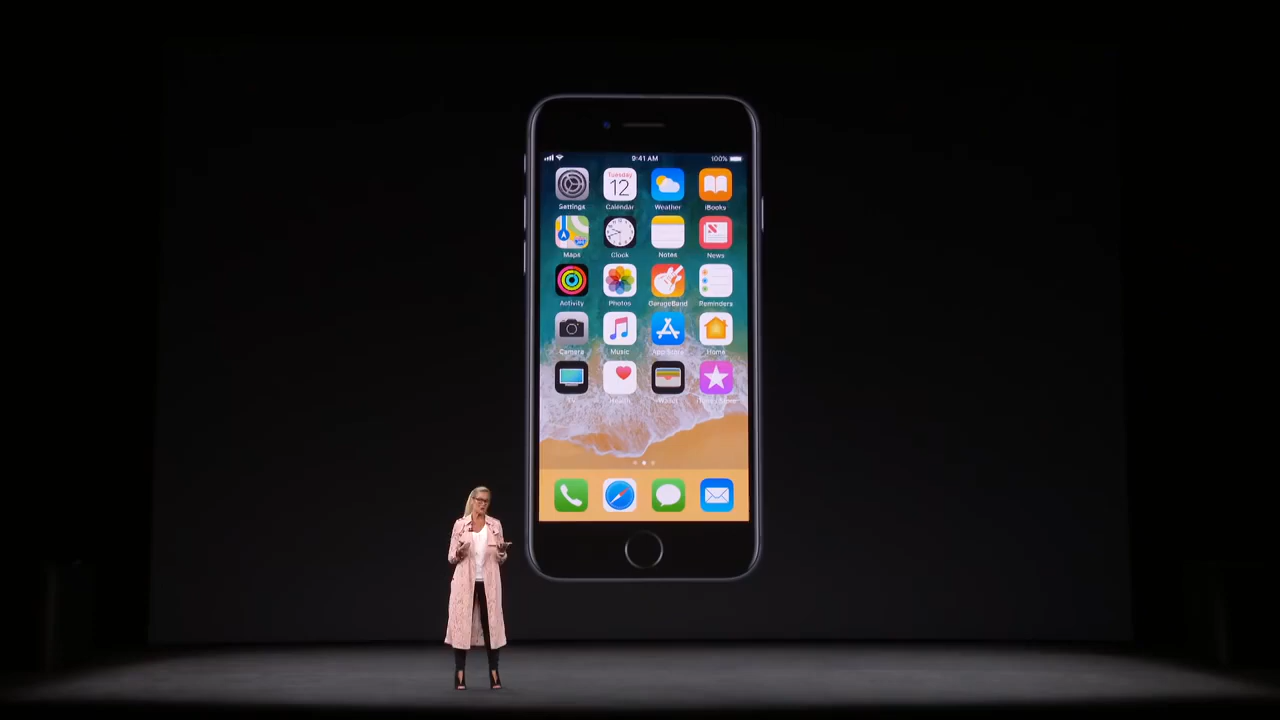 9:41 AM 100%
Tuesday
12
Settings Calendar Weather iBooks
Maps Clock Notes News
Activity Photos GarageBand Reminders
Camera Music App Store Home
Health